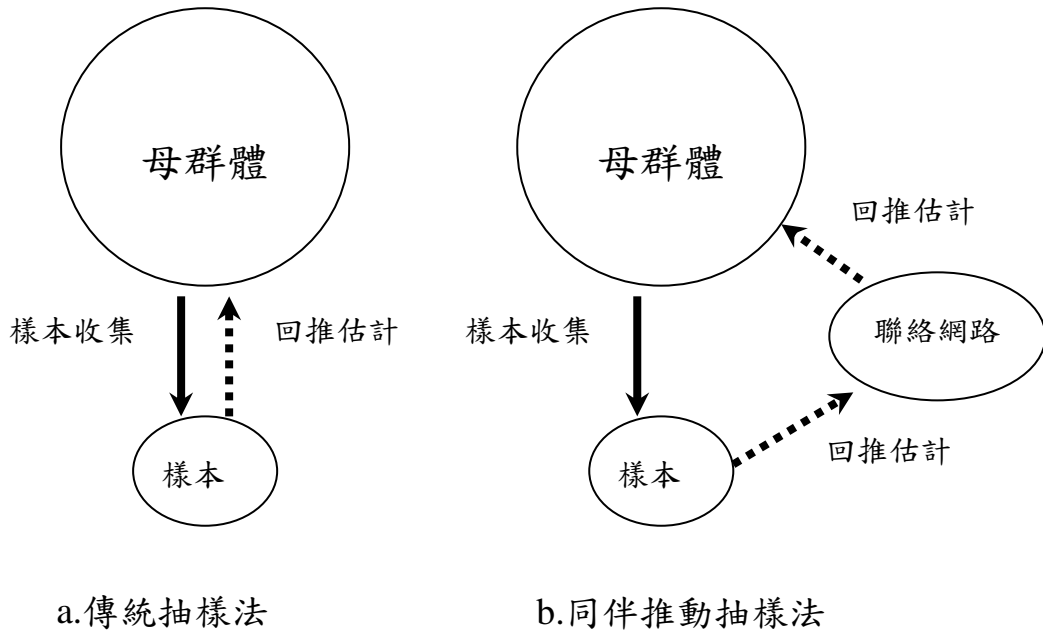 母群體
樣本收集
回推估計
樣本
a.傳統抽樣法
母群體
回推估計
聯絡網路
樣本收集
回推估計
樣本
b.同伴推動抽樣法